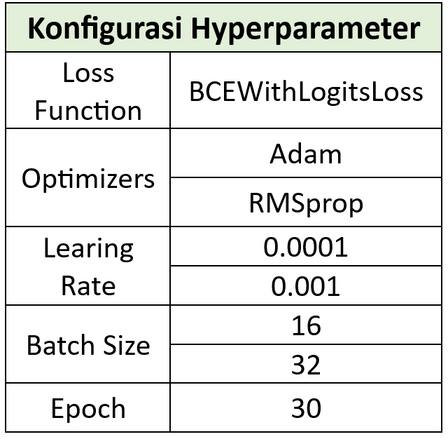 Konfigurasi Hyperparameter
Loss
Function
BCEWithLogitsLoss
Optimizers
Adam
RMSprop
Learing
Rate
0.0001
0.001
Batch Size
16
32
Epoch
30